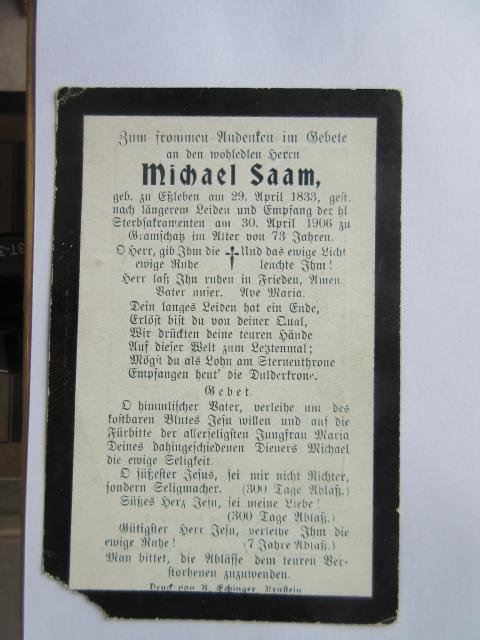 Zum frommen Andenken im Gebete
an den wohledlen Herrn
Michael Saam,
geb. zu Eßleben am 29. April 1833, gest.
nach längerem Leiden und Empfang der hl.
Sterbsakramenten am 30. April 1906 zu
Gramschatz im Alter von 73 Jahren.
O Herr, gib Ihm die † Und das ewige Licht
ewige Ruhe leuchte Ihm!
Herr laß Ihn ruhen in Frieden, Amen.
Vater unser. Ave Maria.
Dein langes Leiden hat ein Ende,
Erlöst bist du von deiner Qual,
Wir drückten deine teuren Hände
Auf dieser Welt zum Leztenmal;
Mögst du als Lohn am Sternenthrone
Empfangen heut' die Dulderkrone.
Gebet.
O himmlischer Vater, verleihe um des
kostbaren Blutes Jesu willen und auf die
Fürbitte der allerseligsten Jungfrau Maria
Deines dahingeschiedenen Dieners Michael
die ewige Seligkeit.
O süßester Jesus, sei mir nicht Richter,
sondern Seligmacher. (300 Tage Ablaß.)
Süßes Herz Jesu, sei meine Liebe!
(300 Tage Ablaß.)
Gütigster Herr Jesu, verleihe Ihm die
ewige Ruhe! (7 Jahre Ablaß.)
Man bittet, die Ablässe dem teuren Ver-
storbenen zuzuwenden.
Druck von Echinger, Arnstein